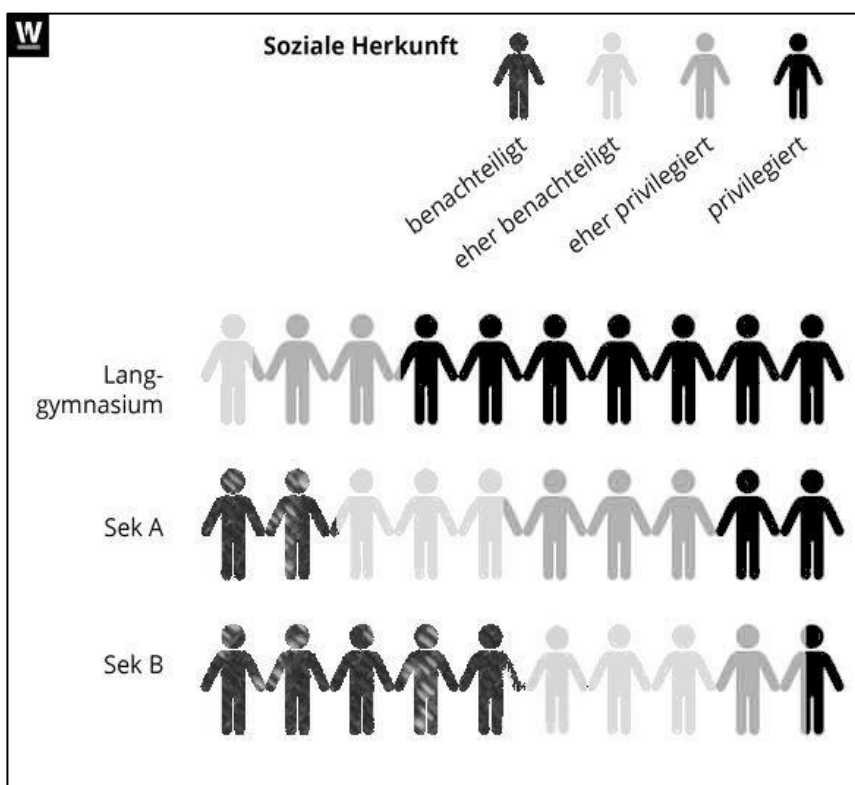 W
Soziale Herkunft
benachteiligt
eher benachteiligt
eher privilegiert
privilegiert
Lang-
gymnasium
Sek A
Sek B